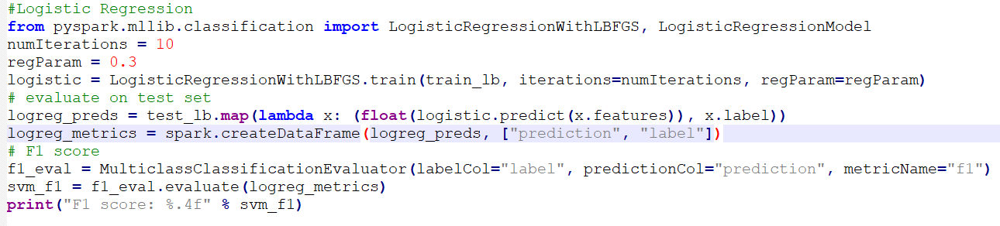 #Logistic Regression
from pyspark.mllib.classification import LogisticRegressionWithLBFGS, LogisticRegressionModel
numIterations = 10
regParam = 0.3
logistic = LogisticRegressionWithLBFGS.train(train_lb, iterations=numIterations, regParam=regParam)
# evaluate on test set
logreg_preds = test_lb.map(lambda x: (float(logistic.predict(x.features)), x.label))
logreg_metrics = spark.createDataFrame(logreg_preds, ["prediction", "label"])
# F1 score
f1_eval = MulticlassClassificationEvaluator(labelCol="label", predictionCol="prediction", metricName="f1")
svm_f1 = f1_eval.evaluate(logreg_metrics)
print("F1 score: %.4f" % svm_f1)